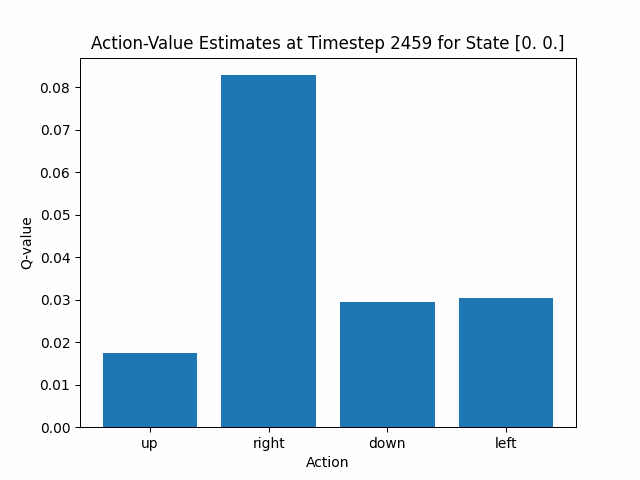 Action-Value Estimates at Timestep 2459 for State [0. 0.]
0.08
0.07
0.06
0.05
0.04
0.03
0.02
0.01
0.00
Q-value
up right down left
Action